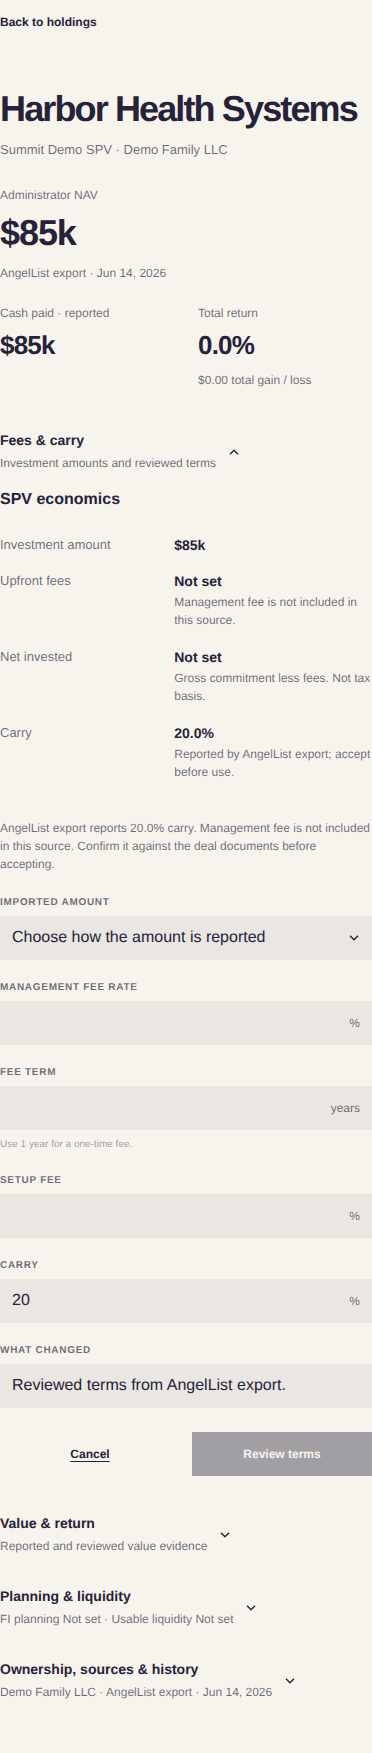 Back to holdings
Harbor Health Systems
Summit Demo SPV · Demo Family LLC
Administrator NAV
$85k
AngelList export · Jun 14, 2026
Cash paid · reported
$85k
Total return
0.0%
$0.00 total gain / loss
Fees & carry
Investment amounts and reviewed terms
SPV economics
Investment amount
$85k
Upfront fees
Not set
Management fee is not included in
this source.
Net invested
Not set
Gross commitment less fees. Not tax
basis.
Carry
20.0%
Reported by AngelList export; accept
before use.
AngelList export reports 20.0% carry. Management fee is not included
in this source. Confirm it against the deal documents before
accepting.
IMPORTED AMOUNT
Choose how the amount is reported
MANAGEMENT FEE RATE
%
FEE TERM
years
Use 1 year for a one-time fee.
SETUP FEE
%
CARRY
20 %
WHAT CHANGED
Reviewed terms from AngelList export.
Cancel Review terms
Value & return
Reported and reviewed value evidence
Planning & liquidity
FI planning Not set · Usable liquidity Not set
Ownership, sources & history
Demo Family LLC · AngelList export · Jun 14, 2026